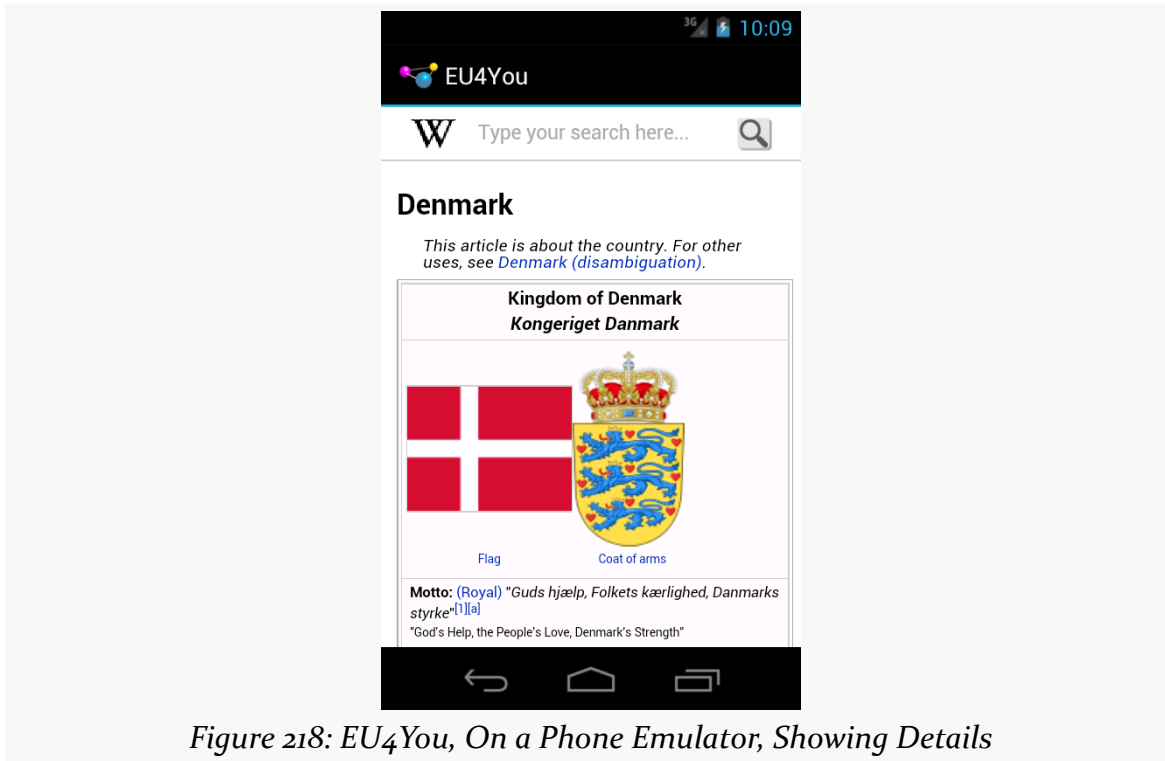 3G 10:09
EU4You
W Type your search here...
Denmark
This article is about the country. For other
uses, see Denmark (disambiguation).
Kingdom of Denmark
Kongeriget Danmark
Flag Coat of arms
Motto: (Royal) "Guds hjælp, Folkets kærlighed, Danmarks
styrke"[1][a]
"God's Help, the People's Love, Denmark's Strength"
Figure 218: EU4You, On a Phone Emulator, Showing Details